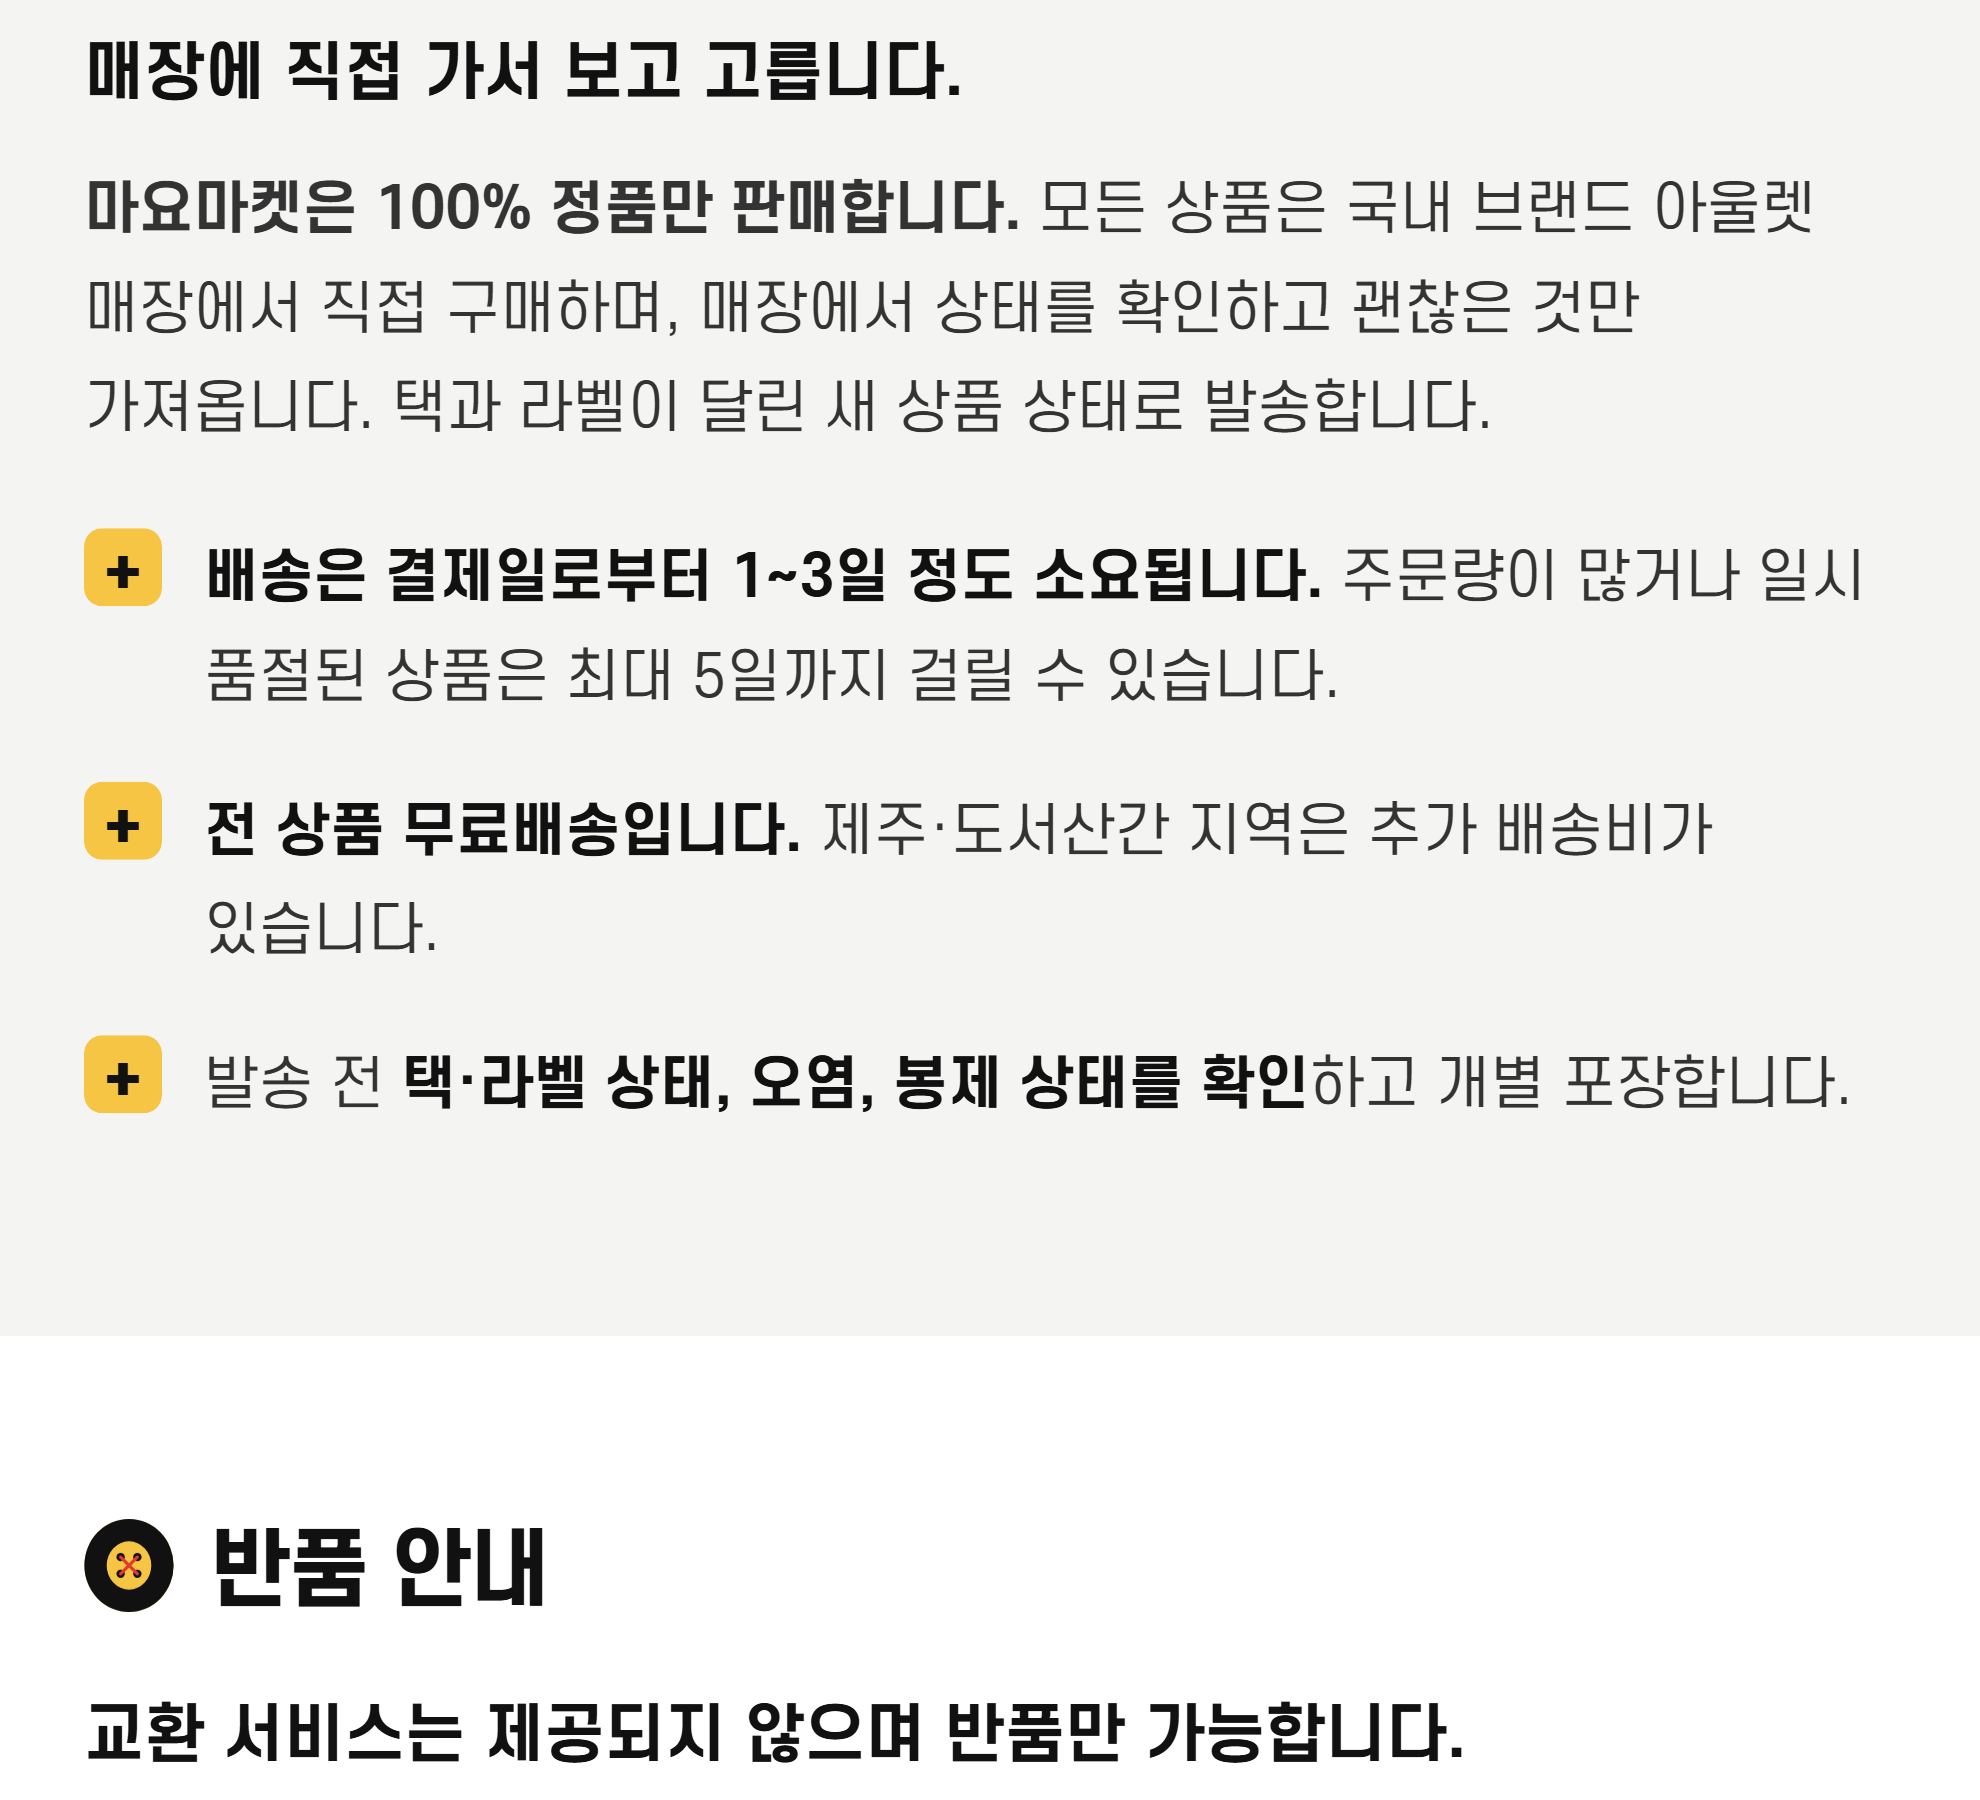 매장에 직접 가서 보고 고릅니다.
마요마켓은 100% 정품만 판매합니다. 모든 상품은 국내 브랜드 아울렛
매장에서 직접 구매하며, 매장에서 상태를 확인하고 괜찮은 것만
가져옵니다. 택과 라벨이 달린 새 상품 상태로 발송합니다.
+ 배송은 결제일로부터 1~3일 정도 소요됩니다. 주문량이 많거나 일시
품절된 상품은 최대 5일까지 걸릴 수 있습니다.
+ 전 상품 무료배송입니다. 제주·도서산간 지역은 추가 배송비가
있습니다.
+ 발송 전 택·라벨 상태, 오염, 봉제 상태를 확인하고 개별 포장합니다.
반품 안내
교환 서비스는 제공되지 않으며 반품만 가능합니다.